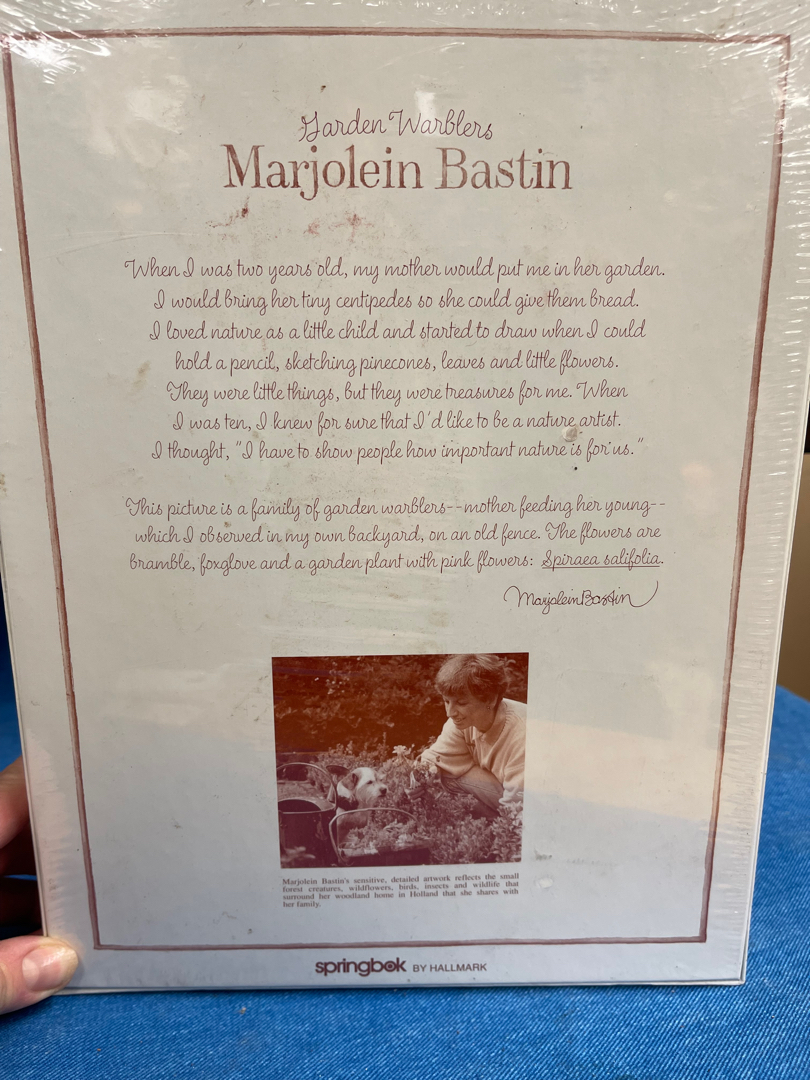 Garden Warblers
Marjolein Bastin
When I was two years old, my mother would put me in her garden.
I would bring her tiny centipedes so she could give them bread.
I loved nature as a little child and started to draw when I could
hold a pencil, sketching pinecones, leaves and little flowers.
They were little things, but they were treasures for me. When
I was ten, I knew for sure that I'd like to be a nature artist.
I thought, "I have to show people how important nature is for us."
This picture is a family of garden warblers--mother feeding her young--
which I observed in my own backyard, on an old fence. The flowers are
bramble, foxglove and a garden plant with pink flowers: Spiraea salifolia.
Marjolein Bastin
Marjolein Bastin's sensitive, detailed artwork reflects the small
forest creatures, wildflowers, birds, insects and wildlife that
surround her woodland home in Holland that she shares with
her family.
springbok BY HALLMARK